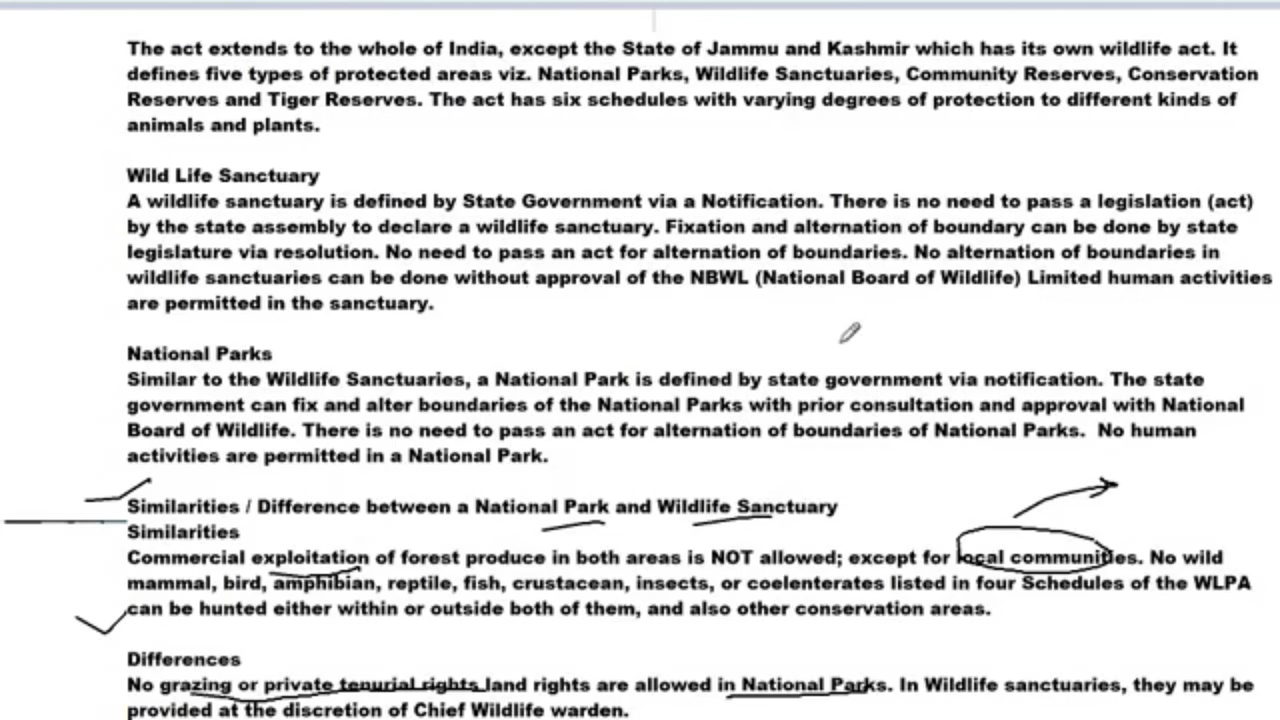 The act extends to the whole of India, except the State of Jammu and Kashmir which has its own wildlife act. It
defines five types of protected areas viz. National Parks, Wildlife Sanctuaries, Community Reserves, Conservation
Reserves and Tiger Reserves. The act has six schedules with varying degrees of protection to different kinds of
animals and plants.
Wild Life Sanctuary
A wildlife sanctuary is defined by State Government via a Notification. There is no need to pass a legislation (act)
by the state assembly to declare a wildlife sanctuary. Fixation and alternation of boundary can be done by state
legislature via resolution. No need to pass an act for alternation of boundaries. No alternation of boundaries in
wildlife sanctuaries can be done without approval of the NBWL (National Board of Wildlife) Limited human activities
are permitted in the sanctuary.
National Parks
Similar to the Wildlife Sanctuaries, a National Park is defined by state government via notification. The state
government can fix and alter boundaries of the National Parks with prior consultation and approval with National
Board of Wildlife. There is no need to pass an act for alternation of boundaries of National Parks. No human
activities are permitted in a National Park.
Similarities / Difference between a National Park and Wildlife Sanctuary
Similarities
Commercial exploitation of forest produce in both areas is NOT allowed; except for local communities. No wild
mammal, bird, amphibian, reptile, fish, crustacean, insects, or coelenterates listed in four Schedules of the WLPA
can be hunted either within or outside both of them, and also other conservation areas.
Differences
No grazing or private tenurial rights land rights are allowed in National Parks. In Wildlife sanctuaries, they may be
provided at the discretion of Chief Wildlife warden.